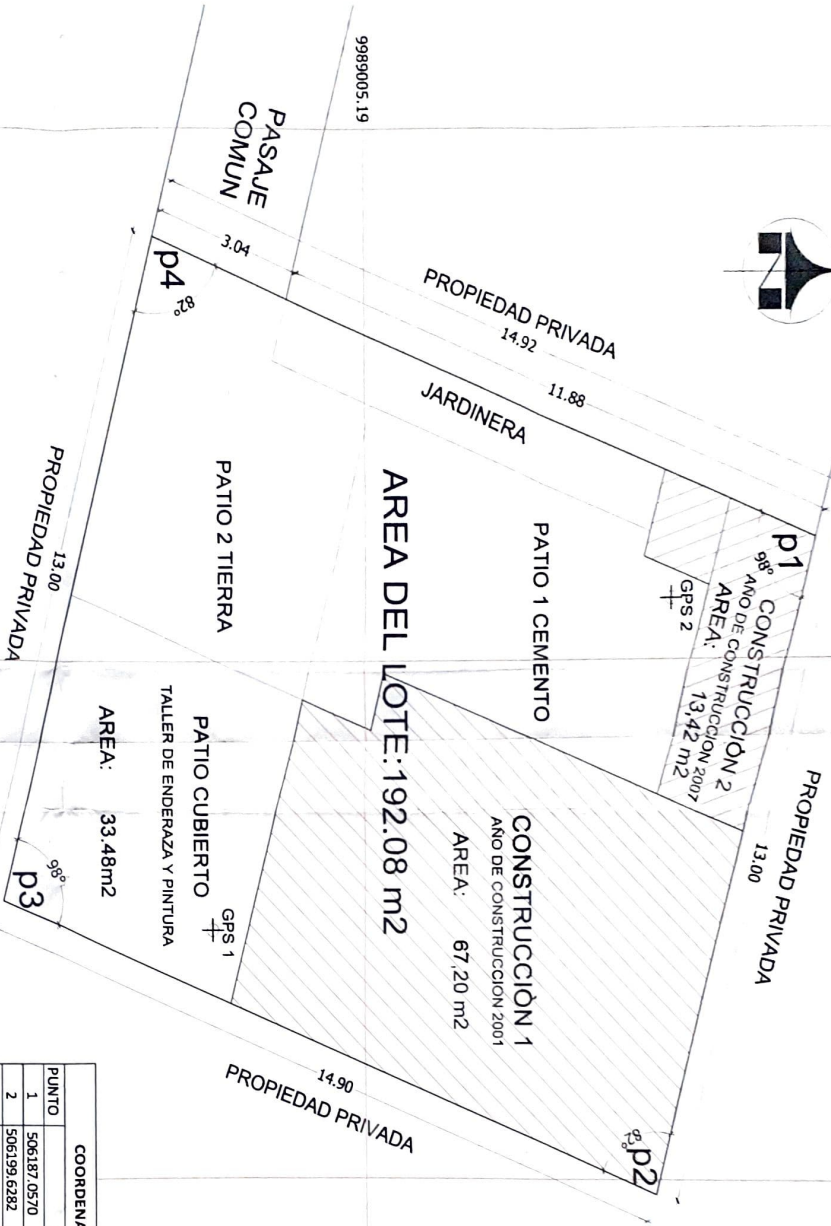 9989005.19
PASAJE
COMUN
3.04
PROPIEDAD PRIVADA
14.92
11.88
JARDINERA
p4
82°
p1
98°
CONSTRUCCIÓN 2
AÑO DE CONSTRUCCION 2007
AREA: 13,42 m2
GPS 2
PROPIEDAD PRIVADA
13.00
PATIO 1 CEMENTO
AREA DEL LOTE:192.08 m2
PATIO 2 TIERRA
CONSTRUCCIÒN 1
AÑO DE CONSTRUCCIÓN 2001
AREA: 67,20 m2
PATIO CUBIERTO
TALLER DE ENDERAZA Y PINTURA
AREA: 33.48m2
GPS 1
13.00
PROPIEDAD PRIVADA
98°
p3
14.90
PROPIEDAD PRIVADA
82°
p2
N
COORDENA
PUNTO
1 506187.0570
2 506199.6282